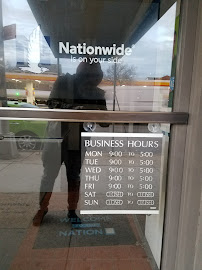 Nationwide
is on your side
BUSINESS HOURS
MON 9:00 TO 5:00
TUE 9:00 TO 5:00
WED 9:00 TO 5:00
THU 9:00 TO 5:00
FRI 9:00 TO 5:00
SAT CLOSED TO CLOSED
SUN CLOSED TO CLOSED
WELCOME
NATION